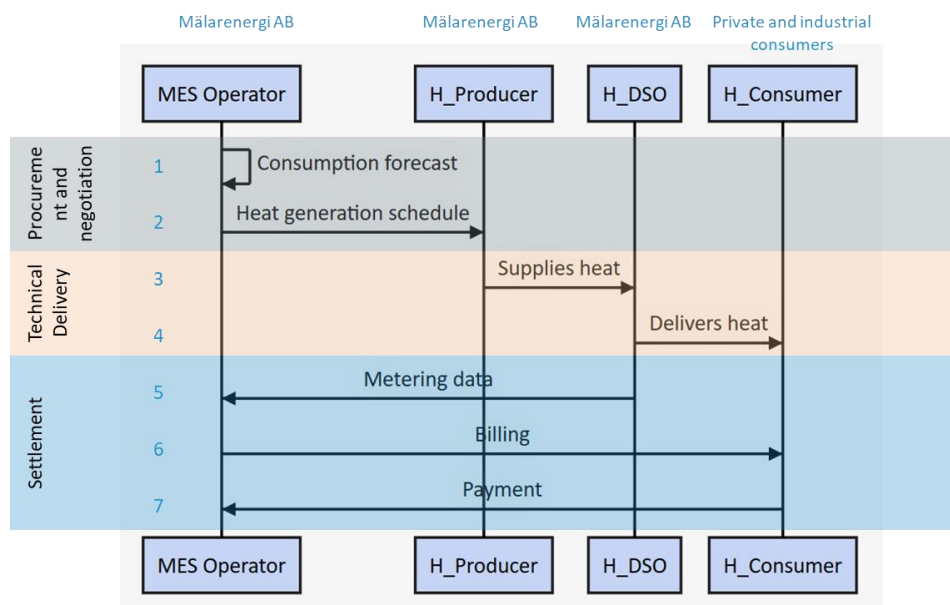 Mälarenergi AB
Mälarenergi AB
Mälarenergi AB
Private and industrial
consumers
MES Operator
H_Producer
H_DSO
H_Consumer
Procureme
nt and
negotiation
1
Consumption forecast
2
Heat generation schedule
Technical
Delivery
3
Supplies heat
4
Delivers heat
Settlement
5
Metering data
6
Billing
7
Payment
MES Operator
H_Producer
H_DSO
H_Consumer